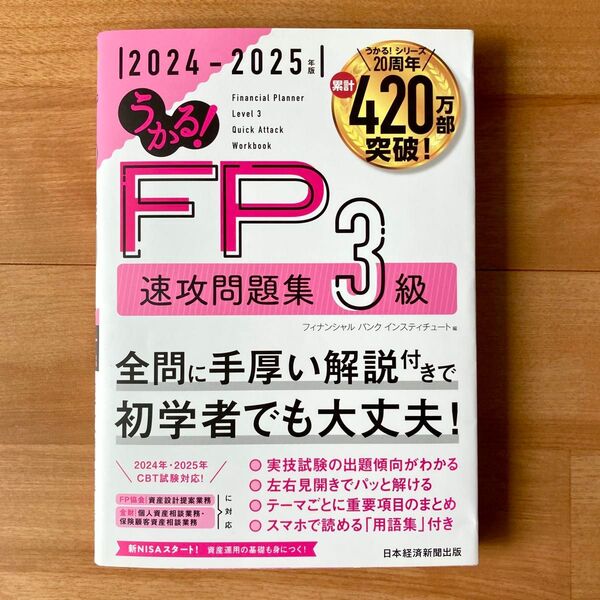 2024-2025年版
うかる!
Financial Planner
Level 3
Quick Attack
Workbook
うかる! シリーズ
20周年
累計
420万部
突破!
FP
速攻問題集 3級
フィナンシャル バンク インスティチュート 編
全問に手厚い解説付きで
初学者でも大丈夫!
2024年・2025年
CBT試験対応!
FP協会 資産設計提案業務
金財 個人資産相談業務・
保険顧客資産相談業務
に対応
実技試験の出題傾向がわかる
左右見開きでパッと解ける
テーマごとに重要項目のまとめ
スマホで読める「用語集」付き
新NISAスタート! 資産運用の基礎も身につく!
日本経済新聞出版